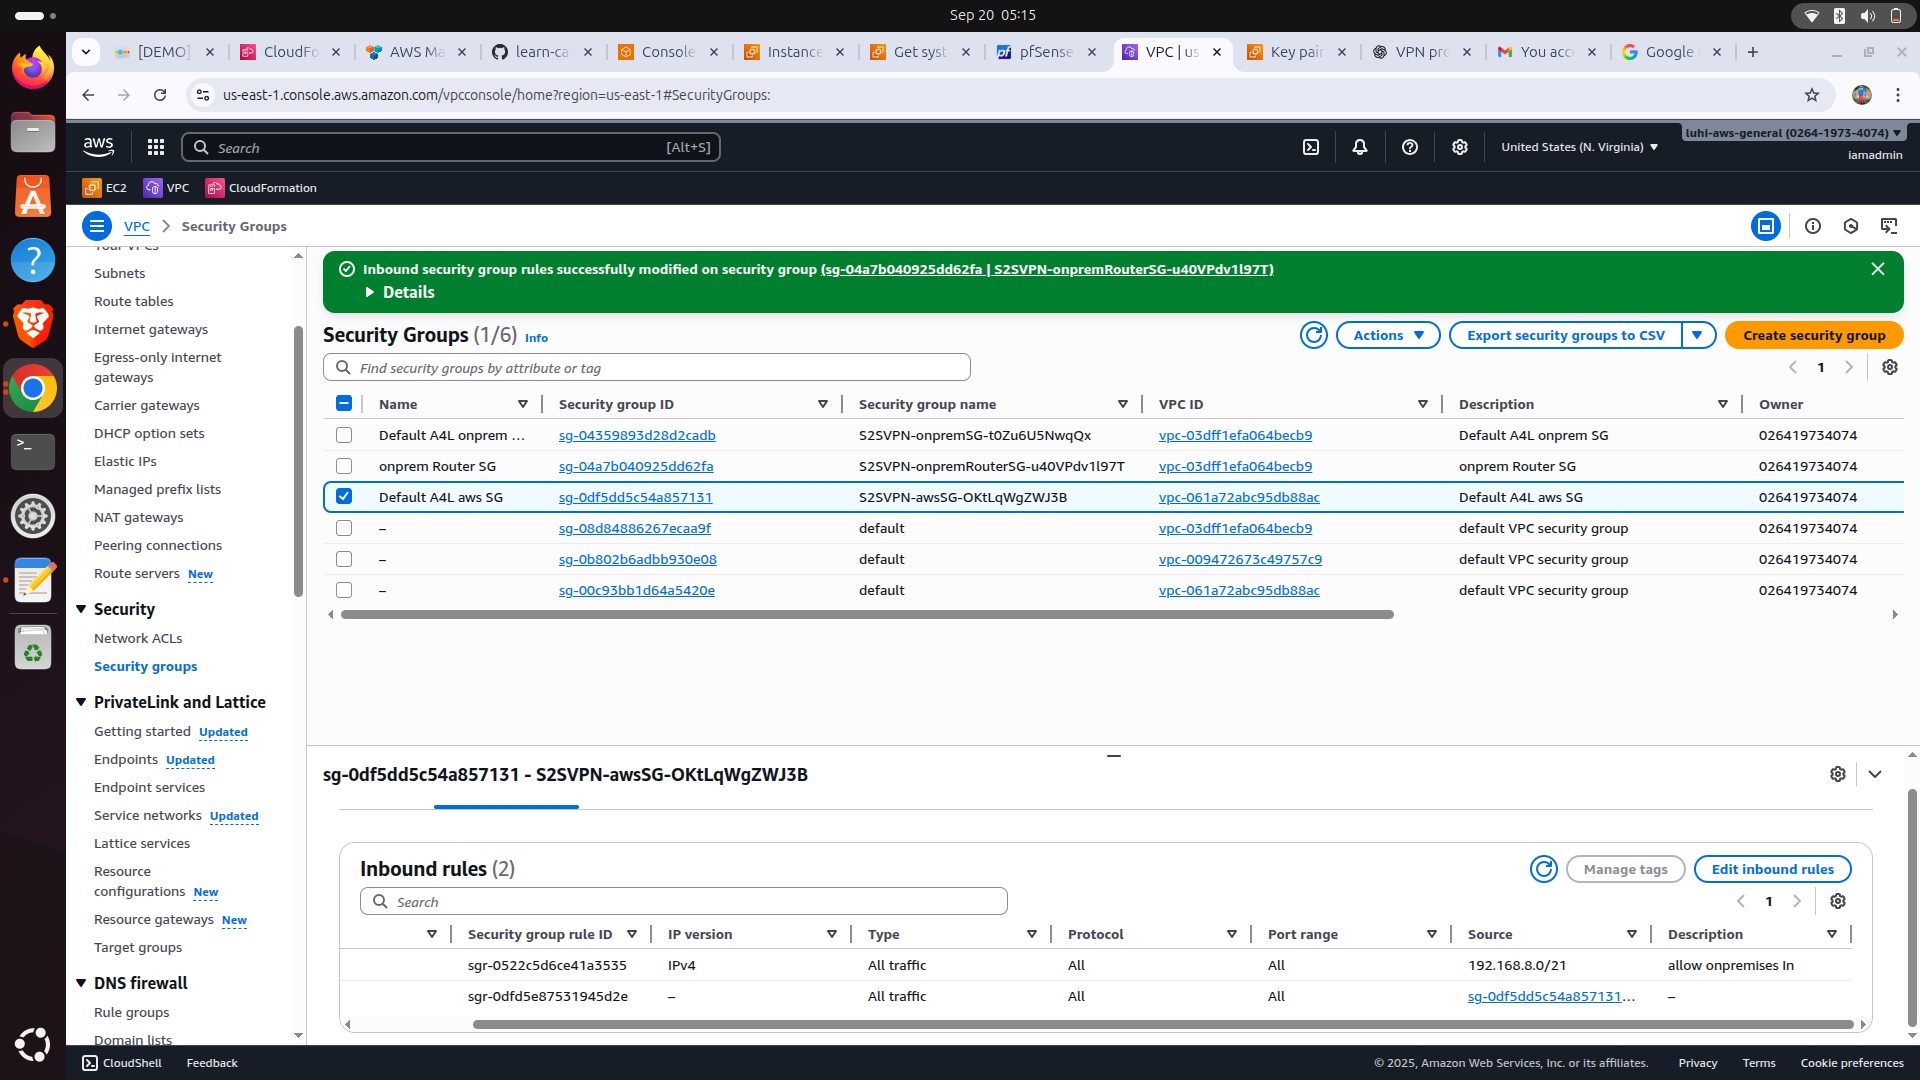 Sep 20 05:15
[DEMO]
CloudFo
AWS Ma
learn-ca
Console
Instance
Get syst
pfSense
VPC | us
Key pair
VPN pro
You acce
Google
us-east-1.console.aws.amazon.com/vpcconsole/home?region=us-east-1#SecurityGroups:
aws
Search
[Alt+S]
United States (N. Virginia)
luhi-aws-general (0264-1973-4074)
iamadmin
EC2
VPC
CloudFormation
VPC
Security Groups
Your VPCs
Subnets
Route tables
Internet gateways
Egress-only internet
gateways
Carrier gateways
DHCP option sets
Elastic IPs
Managed prefix lists
NAT gateways
Peering connections
Route servers New
Security
Network ACLs
Security groups
PrivateLink and Lattice
Getting started Updated
Endpoints Updated
Endpoint services
Service networks Updated
Lattice services
Resource
configurations New
Resource gateways New
Target groups
DNS firewall
Rule groups
Domain lists
Inbound security group rules successfully modified on security group (sg-04a7b040925dd62fa | S2SVPN-onpremRouterSG-u40VPdv1l97T)
Details
Security Groups (1/6) Info
Actions
Export security groups to CSV
Create security group
Find security groups by attribute or tag
1
Name Security group ID Security group name VPC ID Description Owner
Default A4L onprem ... sg-04359893d28d2cadb S2SVPN-onpremSG-t0Zu6U5NwqQx vpc-03dff1efa064becb9 Default A4L onprem SG 026419734074
onprem Router SG sg-04a7b040925dd62fa S2SVPN-onpremRouterSG-u40VPdv1l97T vpc-03dff1efa064becb9 onprem Router SG 026419734074
Default A4L aws SG sg-0df5dd5c54a857131 S2SVPN-awsSG-OKtLqWgZWJ3B vpc-061a72abc95db88ac Default A4L aws SG 026419734074
– sg-08d84886267ecaa9f default vpc-03dff1efa064becb9 default VPC security group 026419734074
– sg-0b802b6adbb930e08 default vpc-009472673c49757c9 default VPC security group 026419734074
– sg-00c93bb1d64a5420e default vpc-061a72abc95db88ac default VPC security group 026419734074
sg-0df5dd5c54a857131 - S2SVPN-awsSG-OKtLqWgZWJ3B
Inbound rules (2)
Manage tags
Edit inbound rules
Search
1
Security group rule ID IP version Type Protocol Port range Source Description
sgr-0522c5d6ce41a3535 IPv4 All traffic All All 192.168.8.0/21 allow onpremises In
sgr-0dfd5e87531945d2e – All traffic All All sg-0df5dd5c54a857131... –
CloudShell
Feedback
© 2025, Amazon Web Services, Inc. or its affiliates.
Privacy
Terms
Cookie preferences